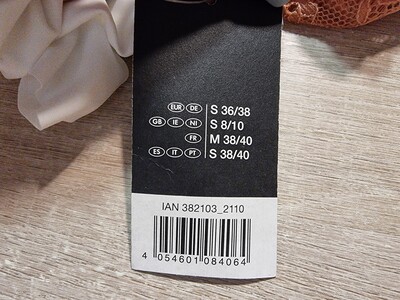 EUR DE S 36/38
GB IE NI S 8/10
FR M 38/40
ES IT PT S 38/40
IAN 382103_2110
4 054601 084064